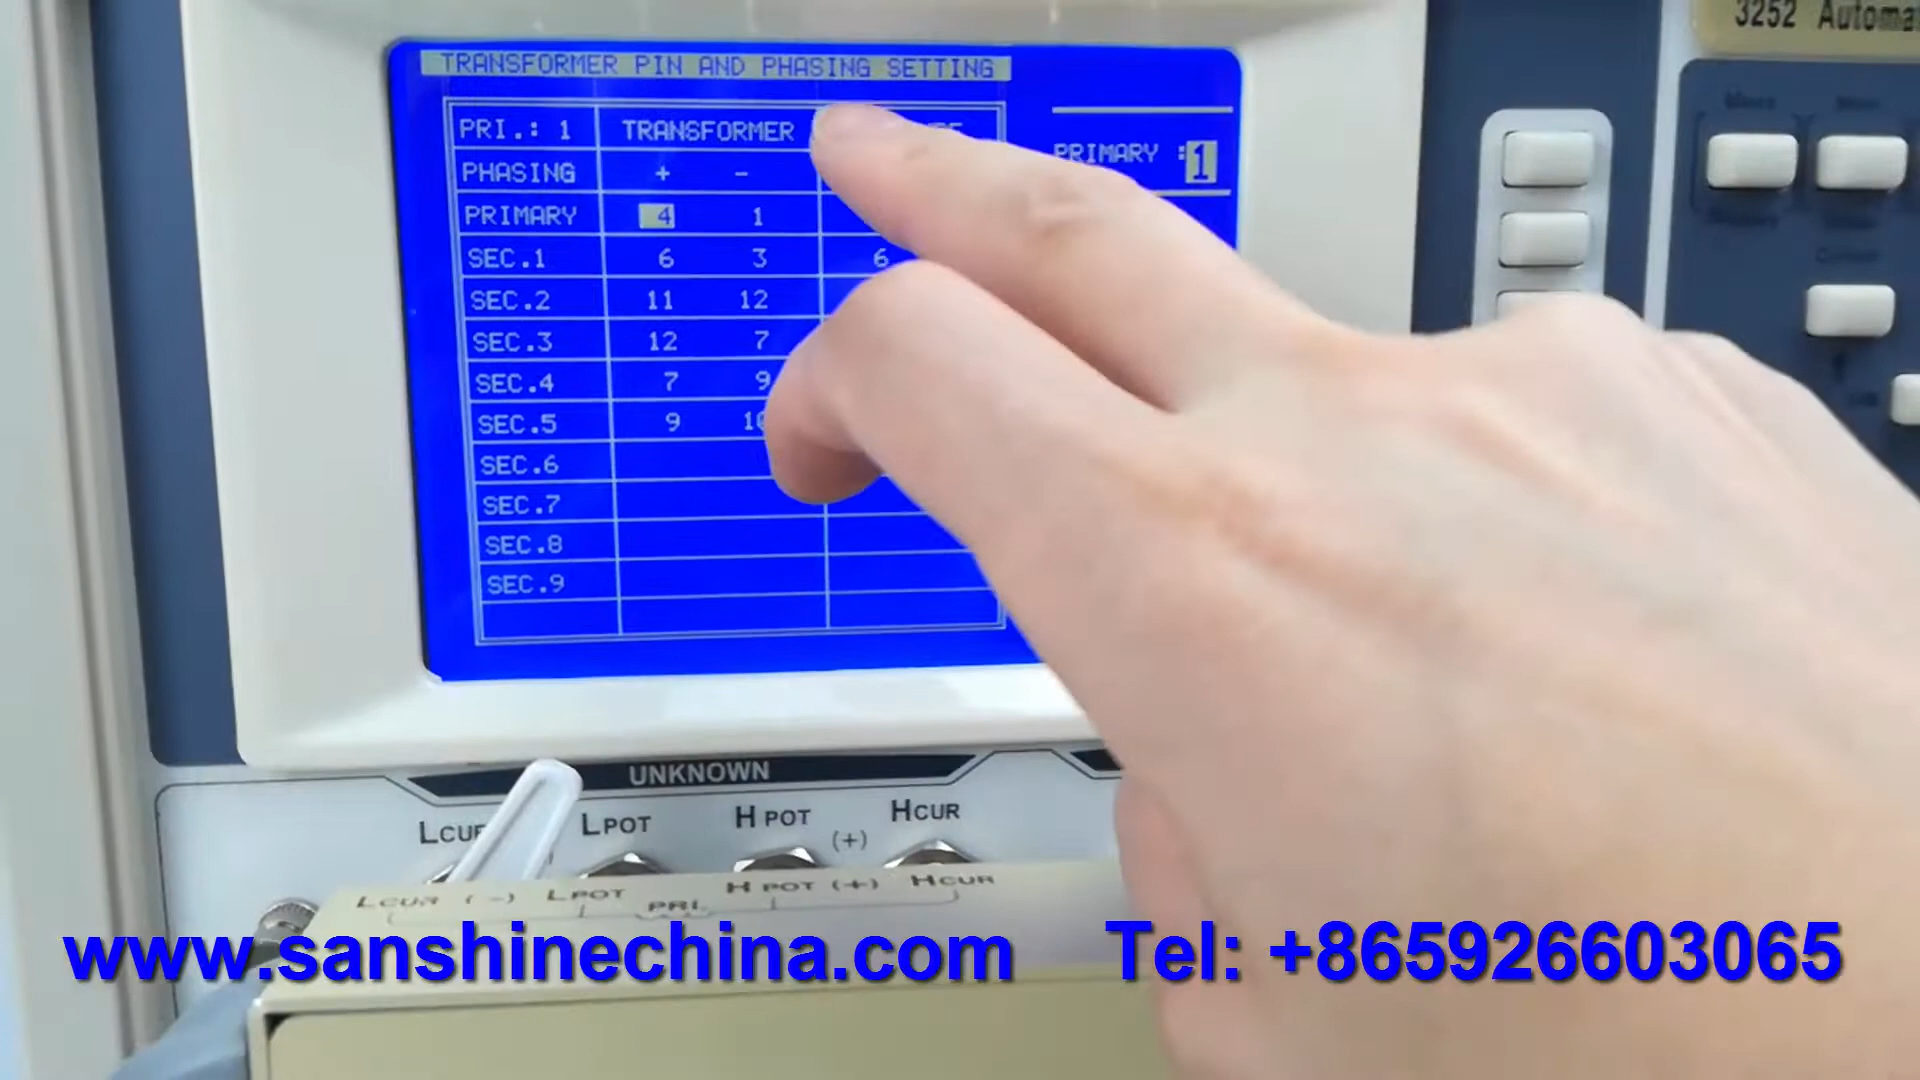 3252 Automa
TRANSFORMER PIN AND PHASING SETTING
PRI.: 1 TRANSFORMER
PRIMARY :1
PHASING + -
PRIMARY 4 1
SEC.1 6 3 6
SEC.2 11 12
SEC.3 12 7
SEC.4 7 9
SEC.5 9 10
SEC.6
SEC.7
SEC.8
SEC.9
UNKNOWN
LCUR LPOT HPOT (+) HCUR
LCUR (-) LPOT HPOT (+) HCUR
PRI.
www.sanshinechina.com Tel: +865926603065